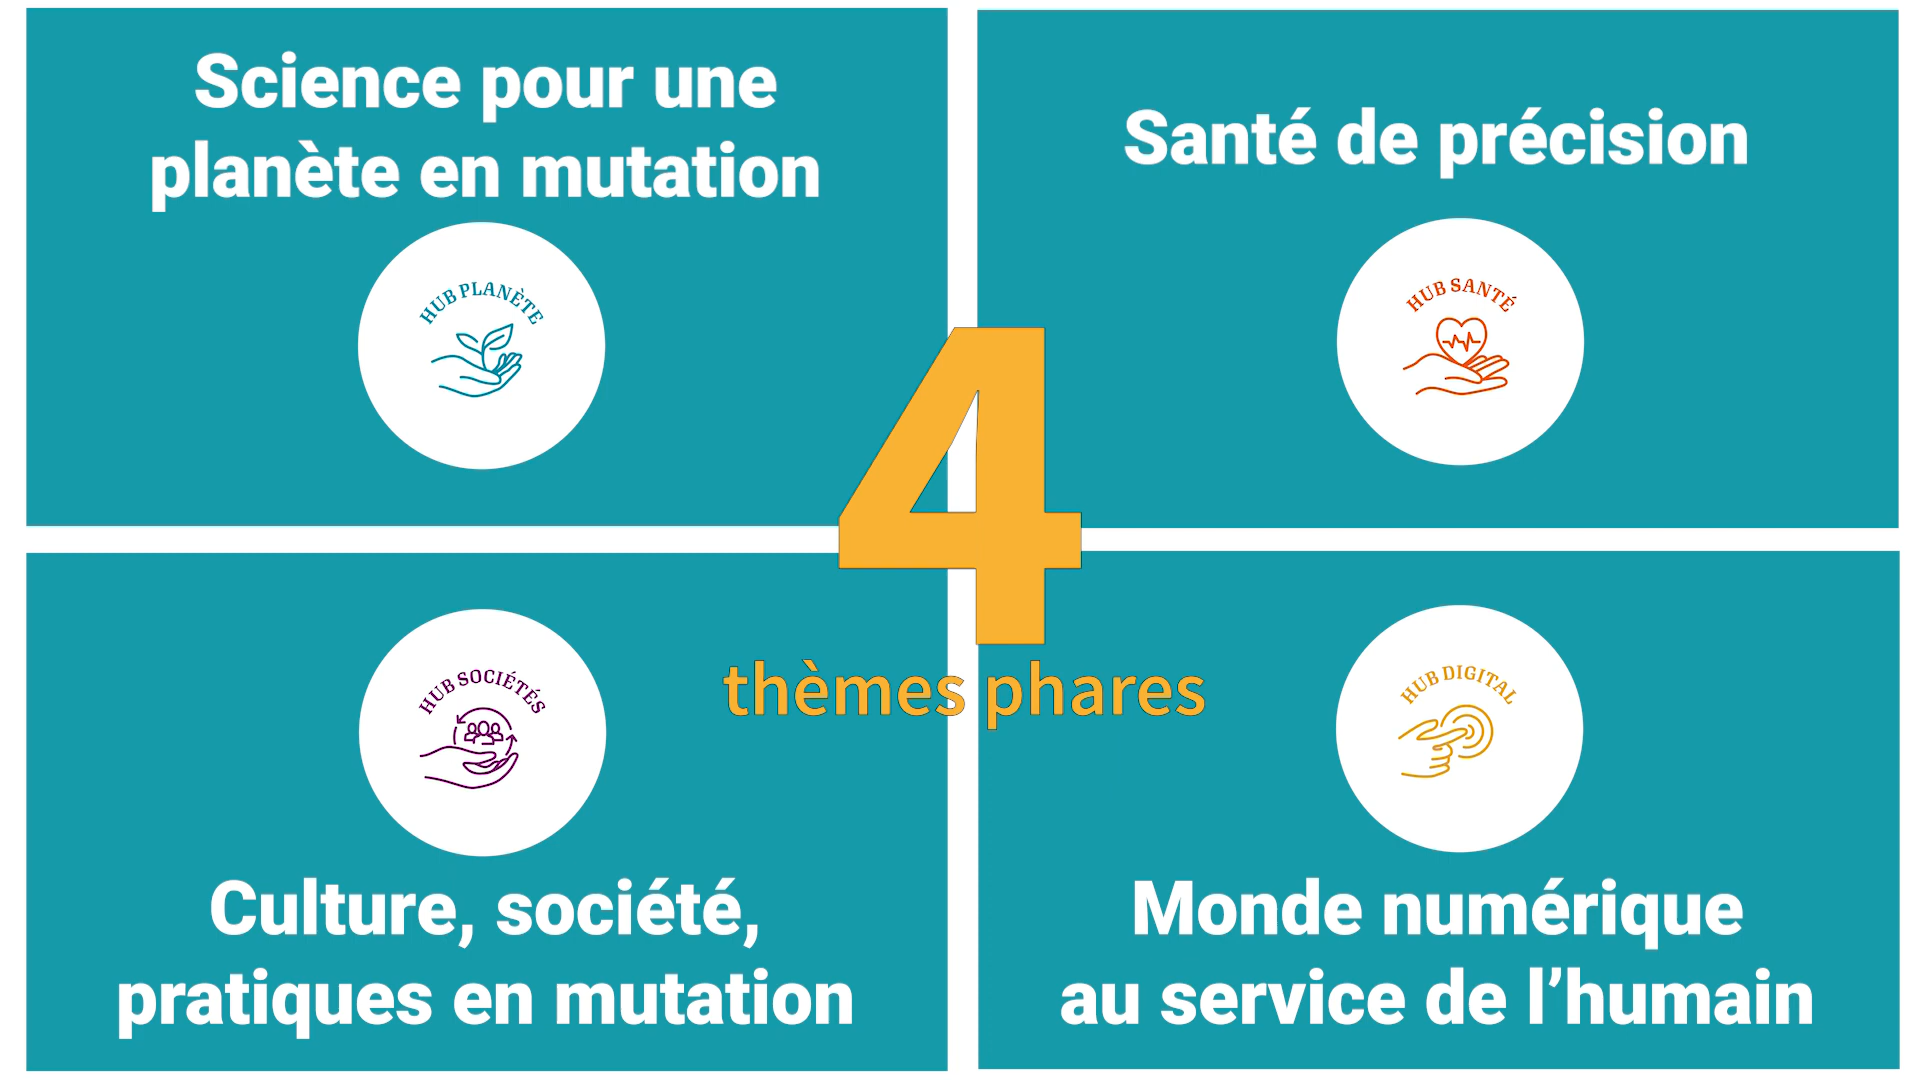 Science pour une
planète en mutation
HUB PLANÈTE
Santé de précision
HUB SANTÉ
4
thèmes phares
HUB SOCIÉTÉS
Culture, société,
pratiques en mutation
HUB DIGITAL
Monde numérique
au service de l’humain